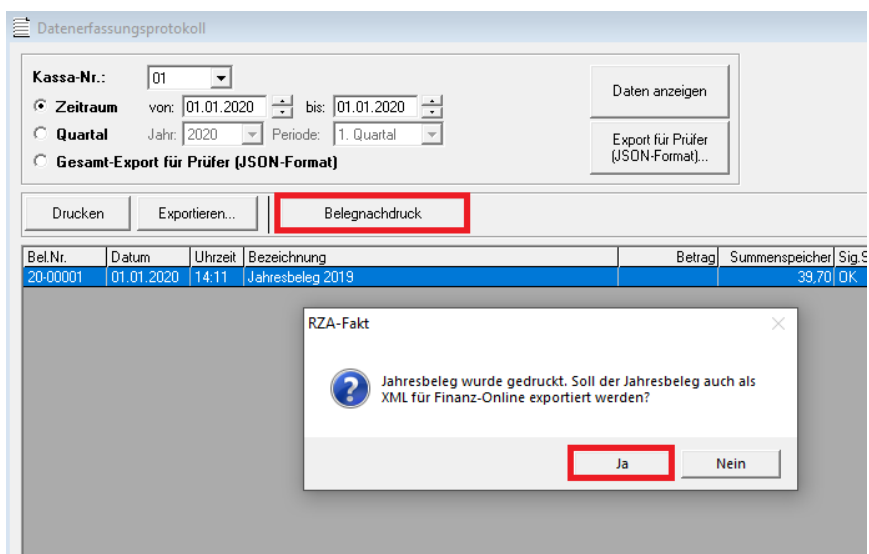 Datenerfassungsprotokoll
Kassa-Nr.: 01
Zeitraum von: 01.01.2020 bis: 01.01.2020
Daten anzeigen
Quartal Jahr: 2020 Periode: 1. Quartal
Export für Prüfer
(JSON-Format)...
Gesamt-Export für Prüfer (JSON-Format)
Drucken Exportieren... Belegnachdruck
Bel.Nr. Datum Uhrzeit Bezeichnung Betrag Summenspeicher Sig.S
20-00001 01.01.2020 14:11 Jahresbeleg 2019 39,70 OK
RZA-Fakt
Jahresbeleg wurde gedruckt. Soll der Jahresbeleg auch als
XML für Finanz-Online exportiert werden?
Ja Nein